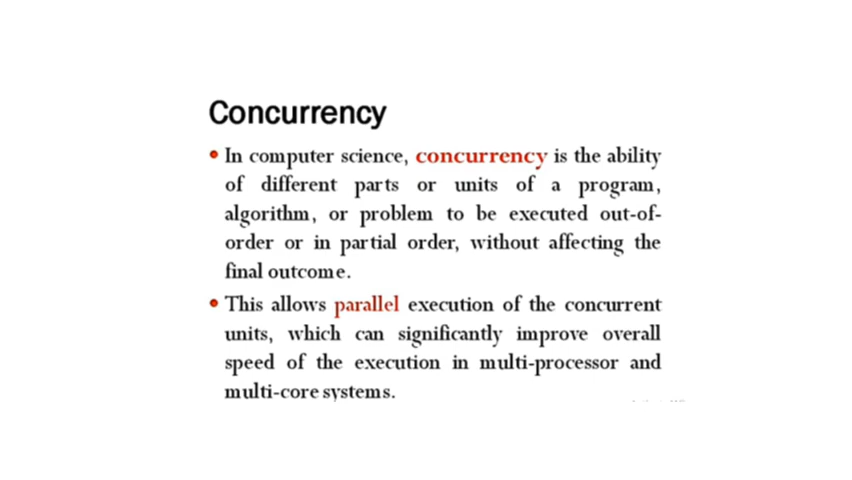 Concurrency
• In computer science, concurrency is the ability
of different parts or units of a program,
algorithm, or problem to be executed out-of-
order or in partial order, without affecting the
final outcome.
• This allows parallel execution of the concurrent
units, which can significantly improve overall
speed of the execution in multi-processor and
multi-core systems.